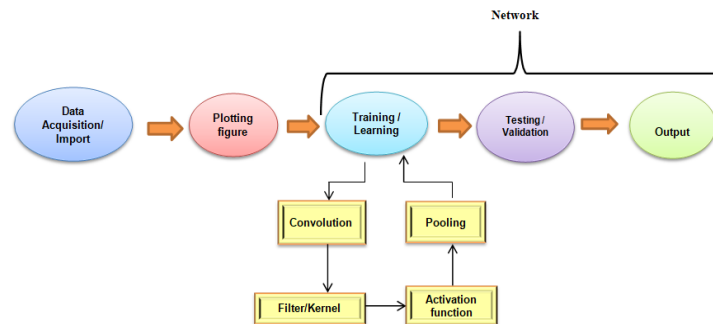 Network
Data
Acquisition/
Import
Plotting
figure
Training /
Learning
Testing /
Validation
Output
Convolution
Pooling
Filter/Kernel
Activation
function